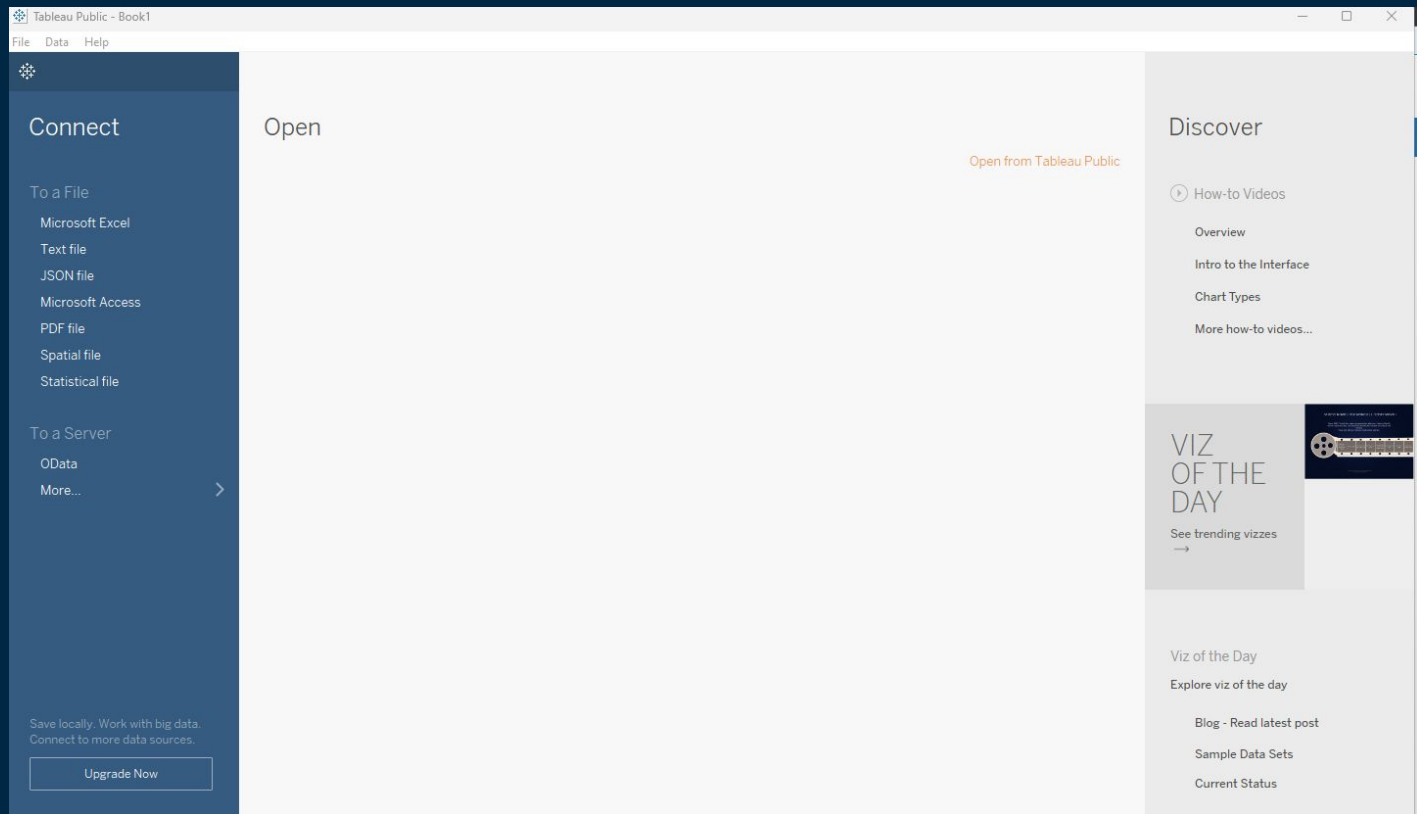 Tableau Public - Book1
File Data Help
Connect
To a File
Microsoft Excel
Text file
JSON file
Microsoft Access
PDF file
Spatial file
Statistical file
To a Server
OData
More...
Save locally. Work with big data.
Connect to more data sources.
Upgrade Now
Open
Open from Tableau Public
Discover
How-to Videos
Overview
Intro to the Interface
Chart Types
More how-to videos...
VIZ
OF THE
DAY
See trending vizzes
→
Viz of the Day
Explore viz of the day
Blog - Read latest post
Sample Data Sets
Current Status